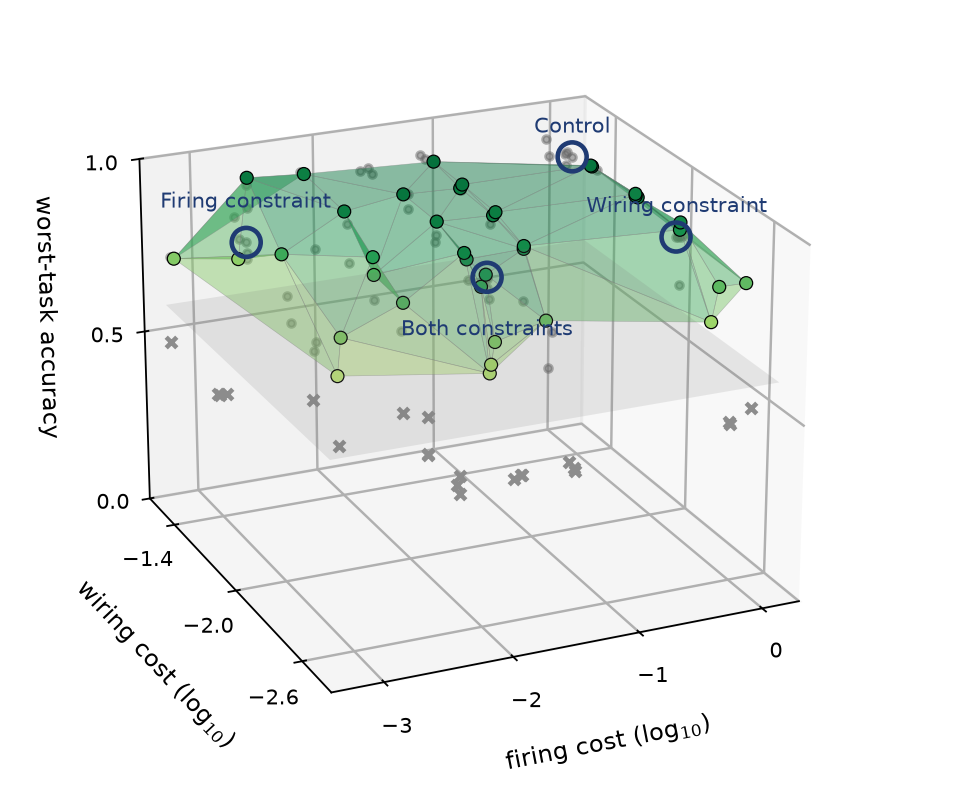 Control
1.0
Firing constraint
Wiring constraint
worst-task accuracy
0.5
Both constraints
0.0
−1.4
−2.0
−2.6
wiring cost (log₁₀)
−3
−2
−1
0
firing cost (log₁₀)